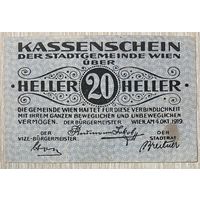 KASSENSCHEIN
DER STADTGEMEINDE WIEN
ÜBER
HELLER 20 HELLER
DIE GEMEINDE WIEN HAFTET FÜR DIESE VERBINDLICHKEIT
MIT IHREM GANZEN BEWEGLICHEN UND UNBEWEGLICHEN
VERMÖGEN. DER BÜRGERMEISTER WIEN, AM 4. OKT. 1919
DER
VIZE-BÜRGERMEISTER
DER
STADTRAT
Breitner